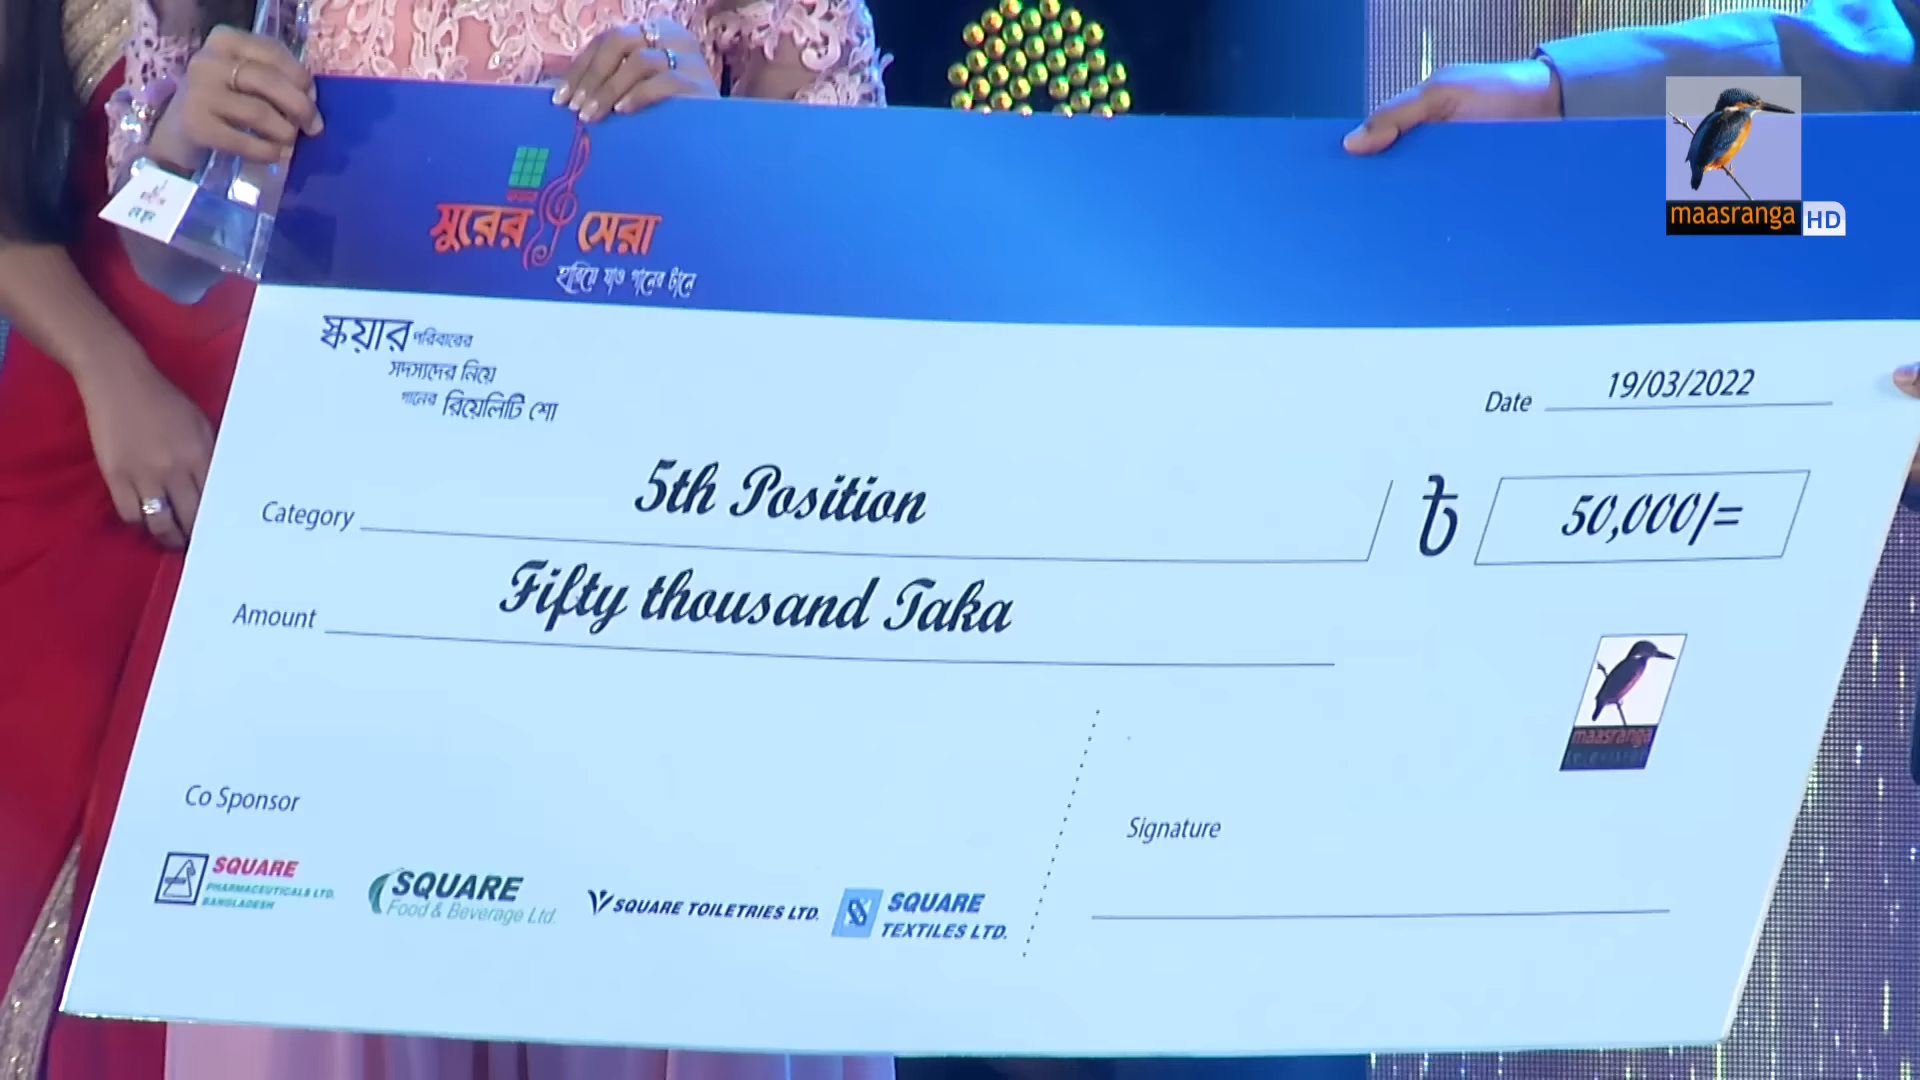 সুরের সেরা
হারিয়ে যাও গানের টানে
maasranga HD
স্কয়ার পরিবারের
সদস্যদের নিয়ে
গানের রিয়েলিটি শো
Date 19/03/2022
Category 5th Position
৳ 50,000/=
Amount Fifty thousand Taka
maasranga
television
Co Sponsor
Signature
SQUARE
PHARMACEUTICALS LTD.
BANGLADESH
SQUARE
Food & Beverage Ltd.
SQUARE TOILETRIES LTD.
SQUARE
TEXTILES LTD.